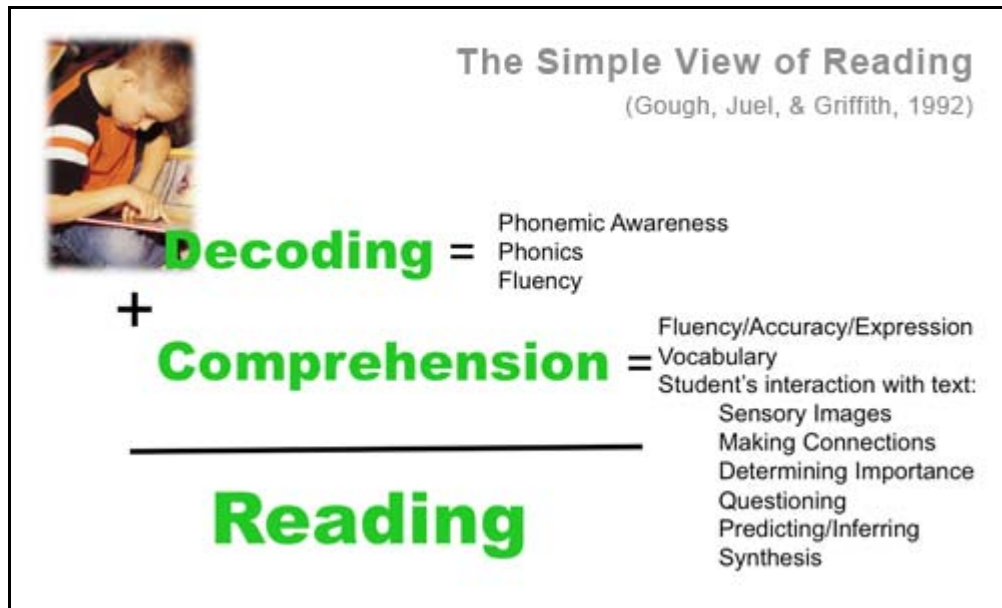 The Simple View of Reading
(Gough, Juel, & Griffith, 1992)
Decoding =
Phonemic Awareness
Phonics
Fluency
+
Comprehension =
Fluency/Accuracy/Expression
Vocabulary
Student's interaction with text:
Sensory Images
Making Connections
Determining Importance
Questioning
Predicting/Inferring
Synthesis
Reading